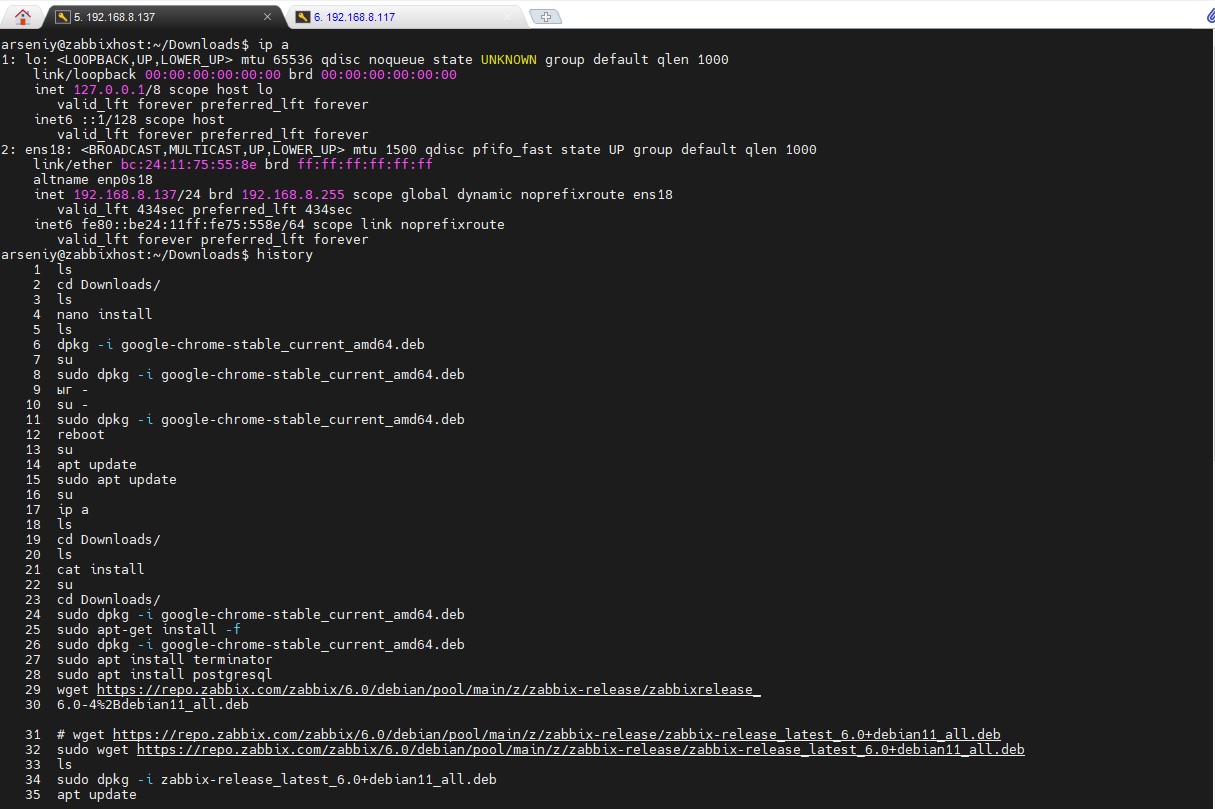 5. 192.168.8.137
6. 192.168.8.117
arseniy@zabbixhost:~/Downloads$ ip a
1: lo: <LOOPBACK,UP,LOWER_UP> mtu 65536 qdisc noqueue state UNKNOWN group default qlen 1000
    link/loopback 00:00:00:00:00:00 brd 00:00:00:00:00:00
    inet 127.0.0.1/8 scope host lo
       valid_lft forever preferred_lft forever
    inet6 ::1/128 scope host
       valid_lft forever preferred_lft forever
2: ens18: <BROADCAST,MULTICAST,UP,LOWER_UP> mtu 1500 qdisc pfifo_fast state UP group default qlen 1000
    link/ether bc:24:11:75:55:8e brd ff:ff:ff:ff:ff:ff
    altname enp0s18
    inet 192.168.8.137/24 brd 192.168.8.255 scope global dynamic noprefixroute ens18
       valid_lft 434sec preferred_lft 434sec
    inet6 fe80::be24:11ff:fe75:558e/64 scope link noprefixroute
       valid_lft forever preferred_lft forever
arseniy@zabbixhost:~/Downloads$ history
    1  ls
    2  cd Downloads/
    3  ls
    4  nano install
    5  ls
    6  dpkg -i google-chrome-stable_current_amd64.deb
    7  su
    8  sudo dpkg -i google-chrome-stable_current_amd64.deb
    9  ыг -
   10  su -
   11  sudo dpkg -i google-chrome-stable_current_amd64.deb
   12  reboot
   13  su
   14  apt update
   15  sudo apt update
   16  su
   17  ip a
   18  ls
   19  cd Downloads/
   20  ls
   21  cat install
   22  su
   23  cd Downloads/
   24  sudo dpkg -i google-chrome-stable_current_amd64.deb
   25  sudo apt-get install -f
   26  sudo dpkg -i google-chrome-stable_current_amd64.deb
   27  sudo apt install terminator
   28  sudo apt install postgresql
   29  wget https://repo.zabbix.com/zabbix/6.0/debian/pool/main/z/zabbix-release/zabbixrelease_
   30  6.0-4%2Bdebian11_all.deb
   31  # wget https://repo.zabbix.com/zabbix/6.0/debian/pool/main/z/zabbix-release/zabbix-release_latest_6.0+debian11_all.deb
   32  sudo wget https://repo.zabbix.com/zabbix/6.0/debian/pool/main/z/zabbix-release/zabbix-release_latest_6.0+debian11_all.deb
   33  ls
   34  sudo dpkg -i zabbix-release_latest_6.0+debian11_all.deb
   35  apt update